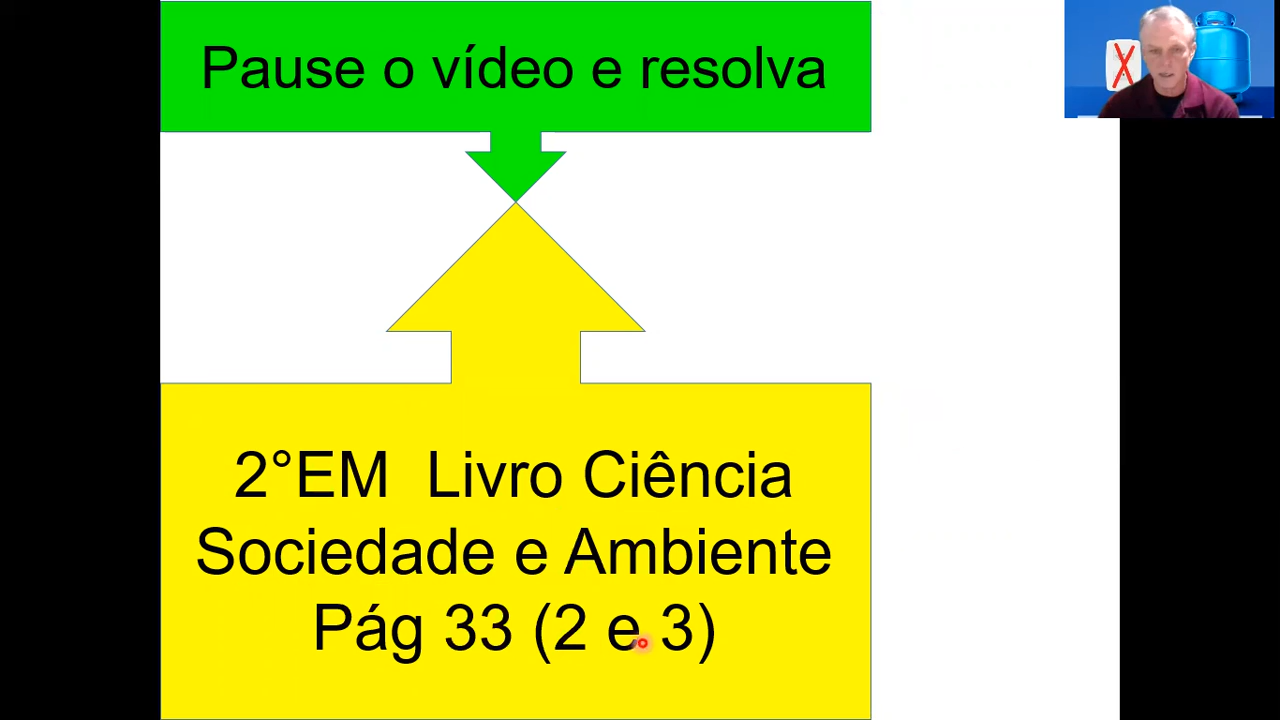 Pause o vídeo e resolva
2°EM Livro Ciência
Sociedade e Ambiente
Pág 33 (2 e 3)